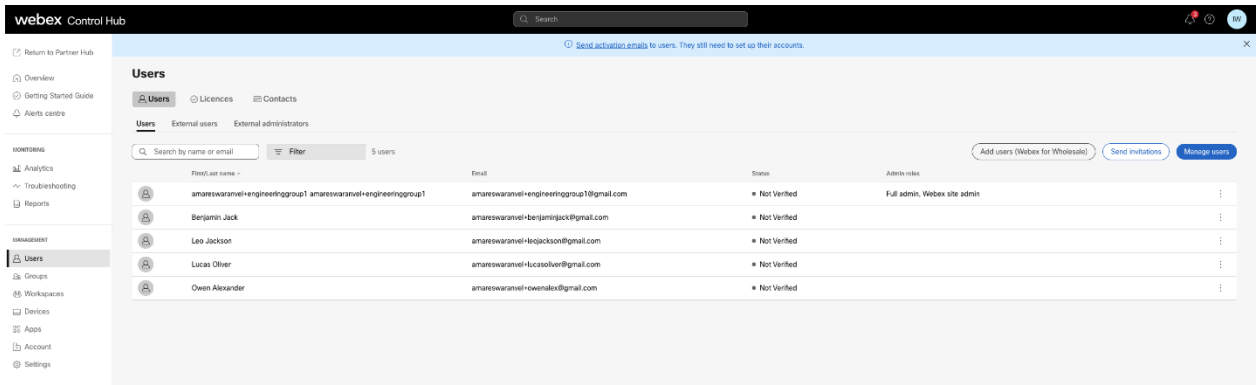 webex Control Hub
Search
3
IW
Return to Partner Hub
Send activation emails to users. They still need to set up their accounts.
Overview
Getting Started Guide
Alerts centre
MONITORING
Analytics
Troubleshooting
Reports
MANAGEMENT
Users
Groups
Workspaces
Devices
Apps
Account
Settings
Users
Users Licences Contacts
Users External users External administrators
Search by name or email Filter 5 users Add users (Webex for Wholesale) Send invitations Manage users
First/Last name Email Status Admin roles
amareswaranvel+engineeringgroup1 amareswaranvel+engineeringgroup1 amareswaranvel+engineeringgroup1@gmail.com Not Verified Full admin, Webex site admin
Benjamin Jack amareswaranvel+benjaminjack@gmail.com Not Verified
Leo Jackson amareswaranvel+leojackson@gmail.com Not Verified
Lucas Oliver amareswaranvel+lucasoliver@gmail.com Not Verified
Owen Alexander amareswaranvel+owenalex@gmail.com Not Verified